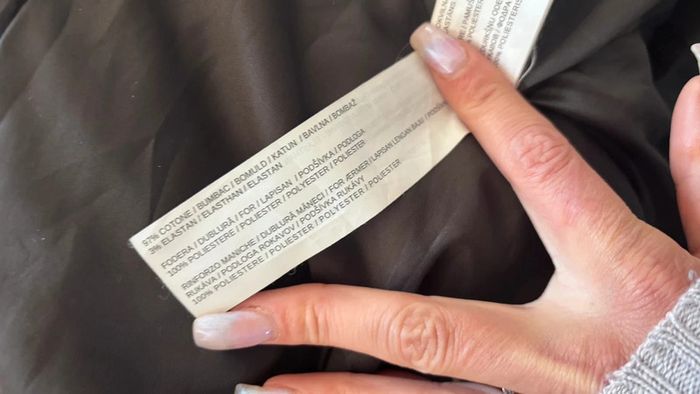 97% COTONE / BUMBAC / BOMULD / KATUN / BAVLNA / BOMBAŽ
3% ELASTAN / ELASTHAN / ELASTAN
FODERA / DUBLURĂ / FOR / LAPISAN / PODŠÍVKA / PODLOGA
100% POLIESTERE / POLIESTER / POLYESTER / POLIESTER
RINFORZO MANICHE / DUBLURĂ MÂNECI / FOR ÆRMER / LAPISAN LENGAN BAJU / PODŠÍVKA
RUKÁVA / PODLOGA ROKAVOV / PODŠÍVKA RUKÁVY
100% POLIESTERE / POLIESTER / POLYESTER / POLIESTER